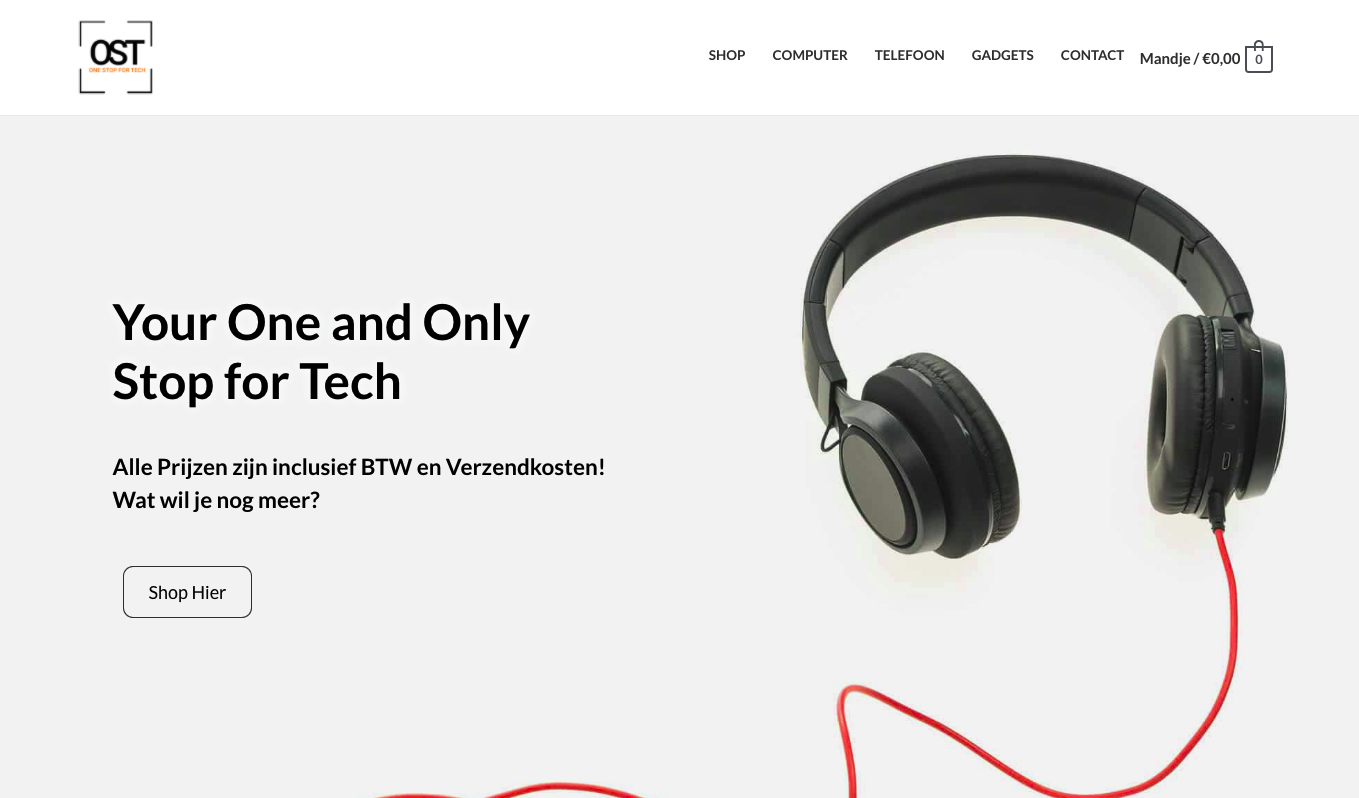 OST
ONE STOP FOR TECH
SHOP COMPUTER TELEFOON GADGETS CONTACT Mandje / €0,00 0
Your One and Only
Stop for Tech
Alle Prijzen zijn inclusief BTW en Verzendkosten!
Wat wil je nog meer?
Shop Hier